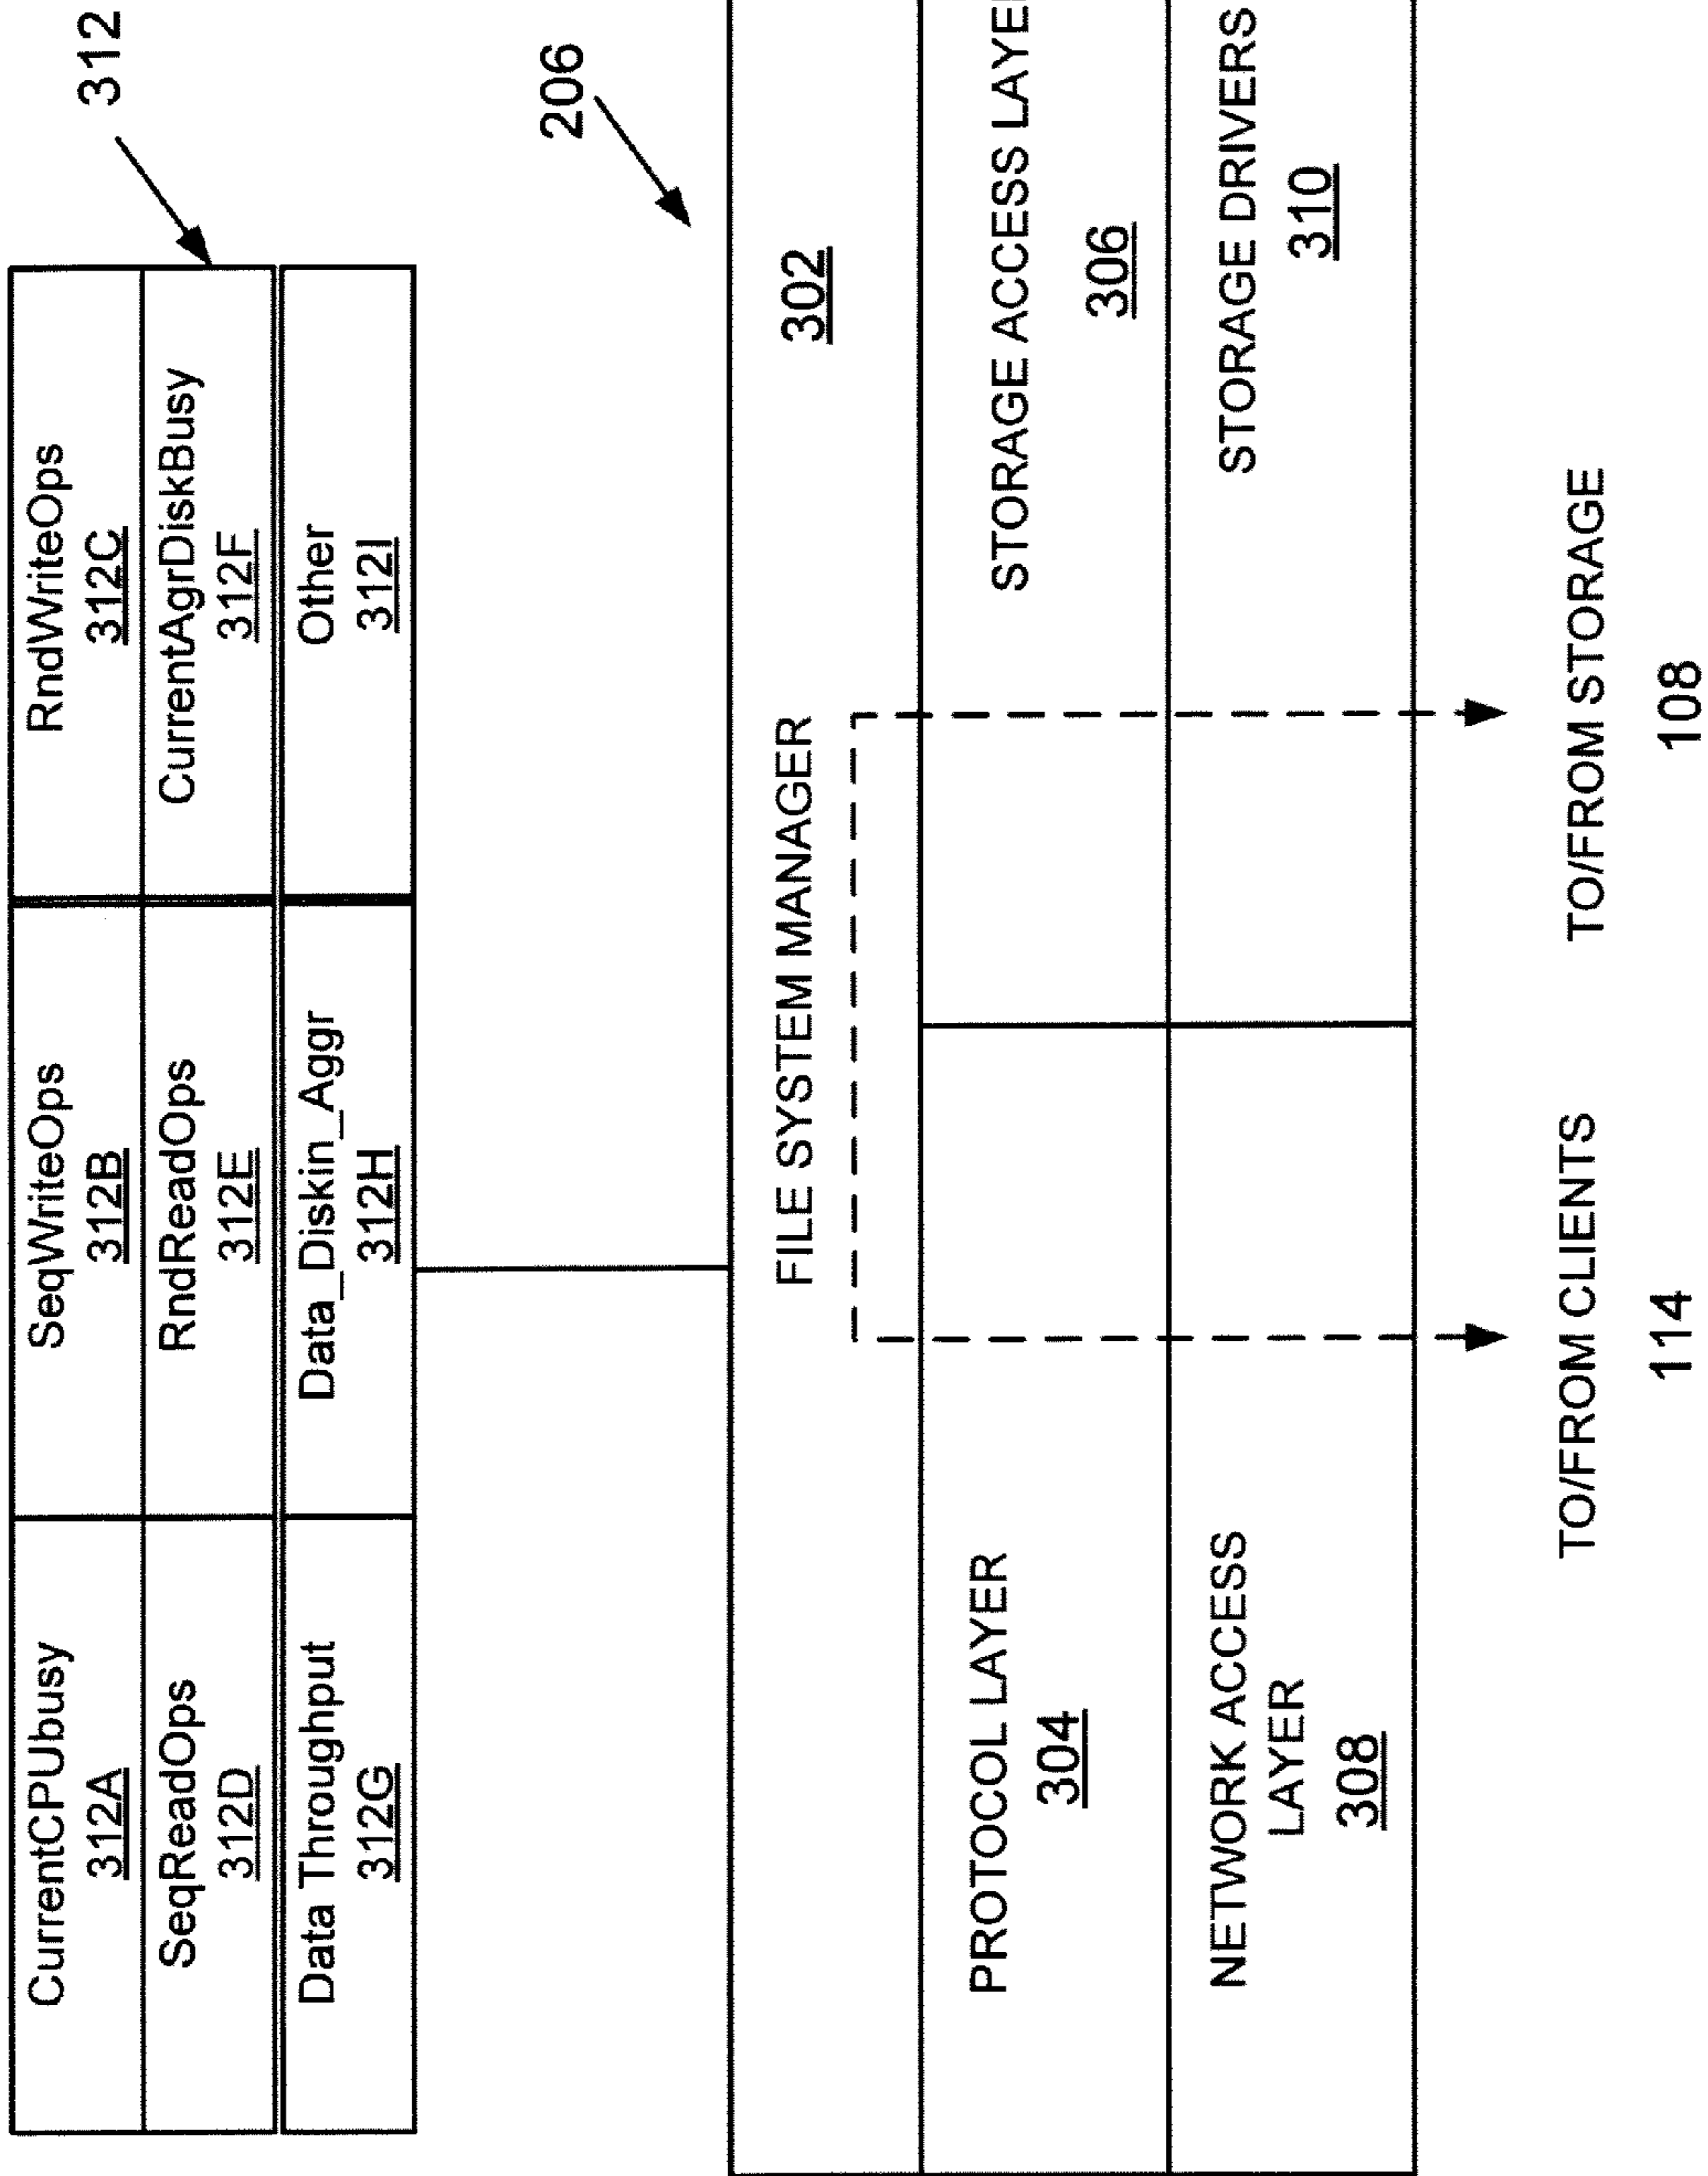 312
CurrentCPUbusy
312A
SeqWriteOps
312B
RndWriteOps
312C
SeqReadOps
312D
RndReadOps
312E
CurrentAgrDiskBusy
312F
Data Throughput
312G
Data_Diskin_Aggr
312H
Other
312I
206
FILE SYSTEM MANAGER
302
PROTOCOL LAYER
304
STORAGE ACCESS LAYER
306
NETWORK ACCESS
LAYER
308
STORAGE DRIVERS
310
TO/FROM CLIENTS
114
TO/FROM STORAGE
108